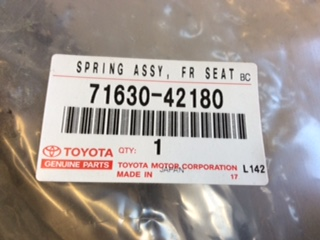 SPRING ASSY, FR SEAT BC
71630-42180
TOYOTA QTY: 1
GENUINE PARTS TOYOTA MOTOR CORPORATION L142
MADE IN JAPAN 17